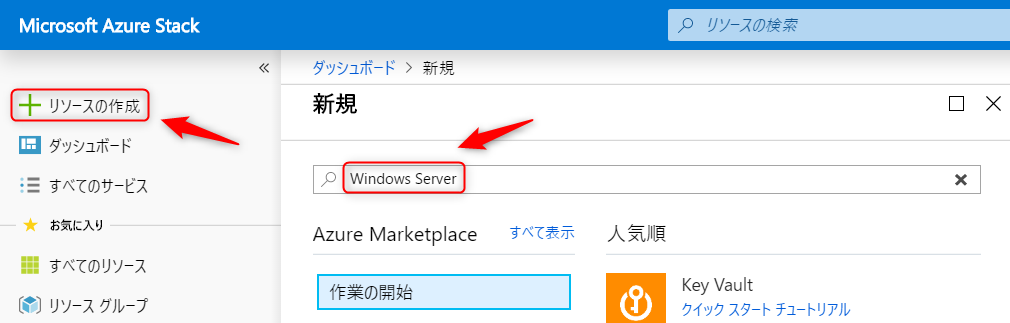 Microsoft Azure Stack
リソースの検索
リソースの作成
ダッシュボード
すべてのサービス
お気に入り
すべてのリソース
リソース グループ
ダッシュボード > 新規
新規
Windows Server
Azure Marketplace すべて表示
作業の開始
人気順
Key Vault
クイック スタート チュートリアル